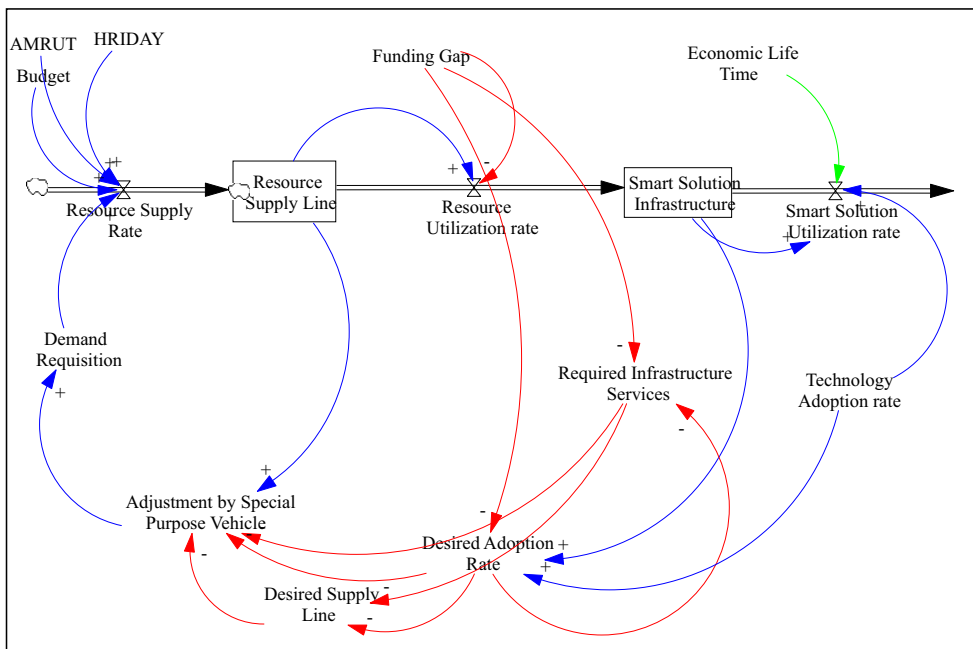 AMRUT
HRIDAY
Budget
Funding Gap
Economic Life
Time
+
+
+
+
-
Resource
Supply Line
Smart Solution
Infrastructure
Resource Supply
Rate
+
Resource
Utilization rate
+
Smart Solution
Utilization rate
+
Demand
Requisition
+
-
Required Infrastructure
Services
-
Technology
Adoption rate
+
Adjustment by Special
Purpose Vehicle
-
-
Desired Adoption
Rate
+
+
Desired Supply
Line
-
-